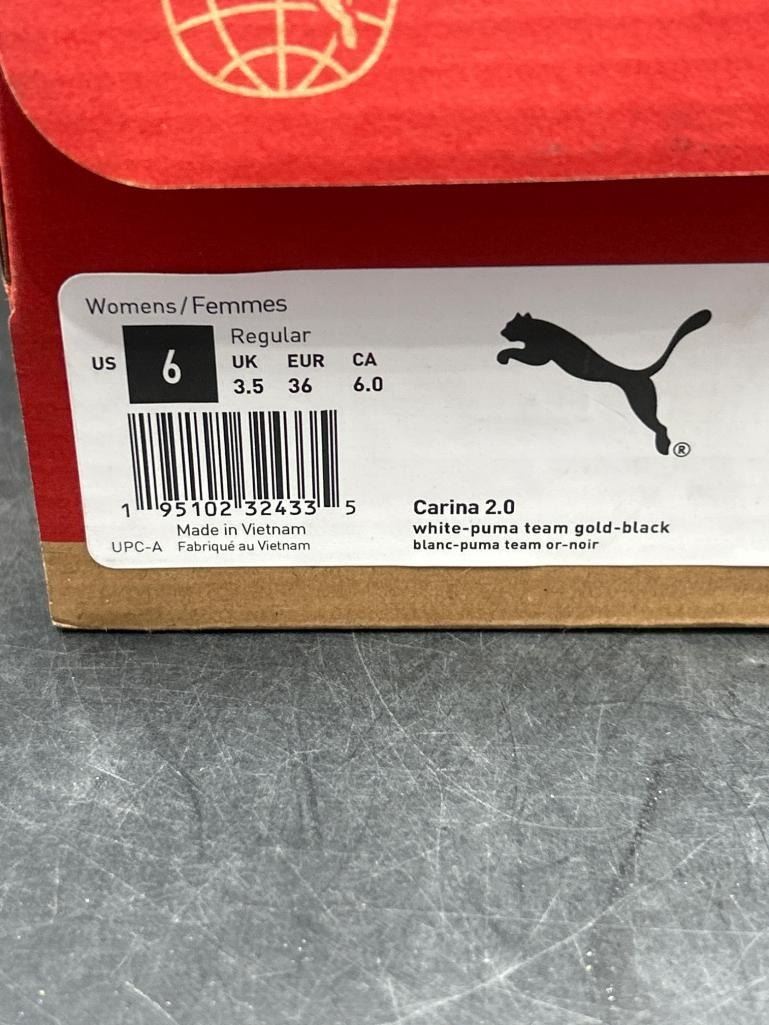 Womens/Femmes
US 6 Regular
UK EUR CA
3.5 36 6.0
1 95102 32433 5
Made in Vietnam
UPC-A Fabriqué au Vietnam
®
Carina 2.0
white-puma team gold-black
blanc-puma team or-noir